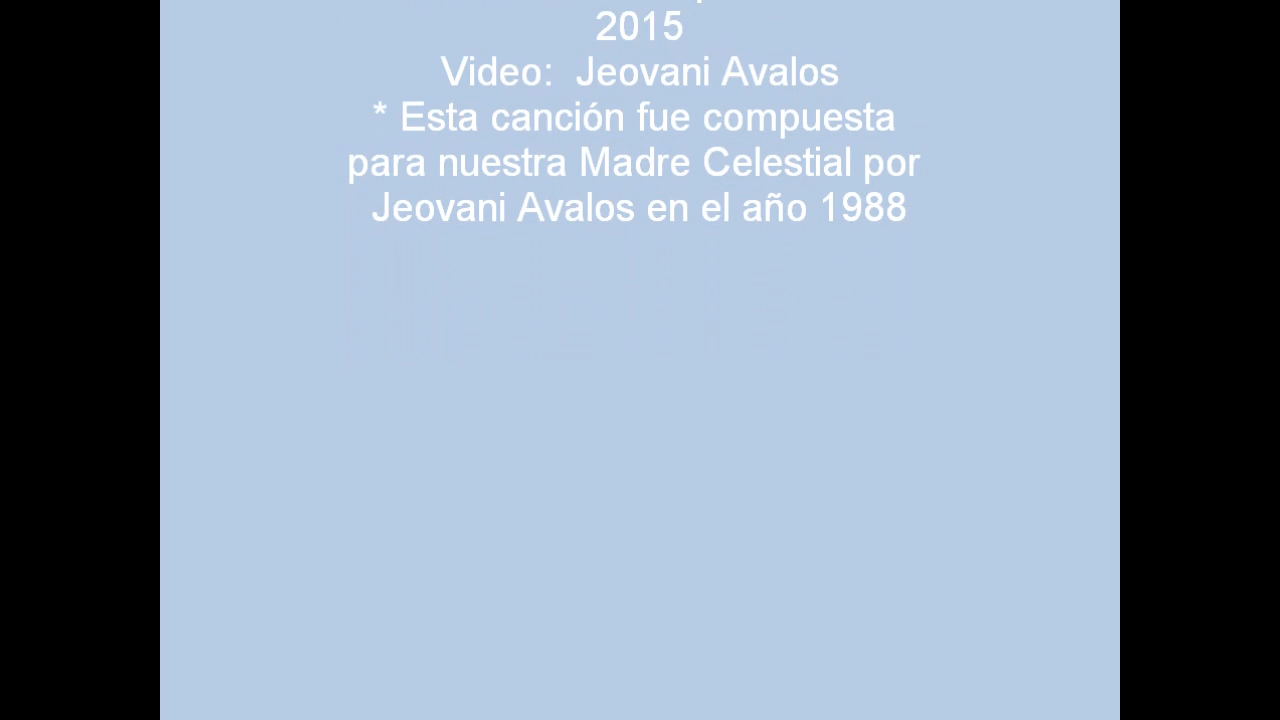 2015
Video:  Jeovani Avalos
* Esta canción fue compuesta
para nuestra Madre Celestial por
Jeovani Avalos en el año 1988